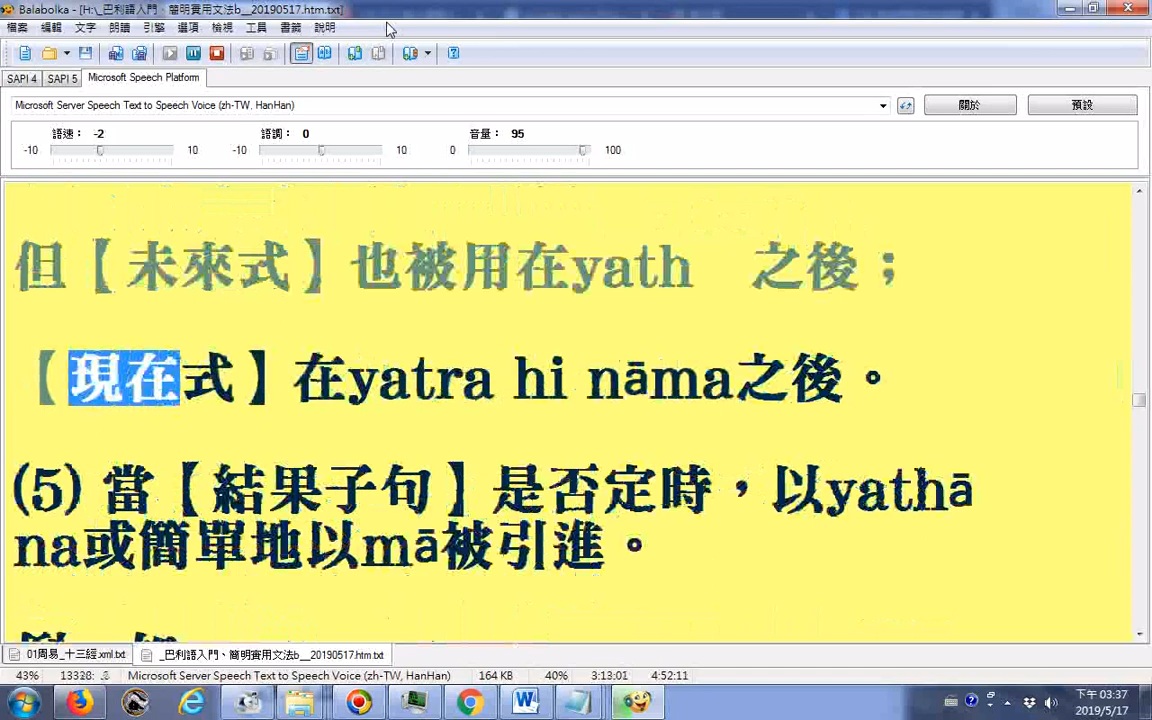 Balabolka - [H:\_巴利語入門、簡明實用文法b__20190517.htm.txt]
檔案 編輯 文字 朗讀 引擎 選項 檢視 工具 書籤 說明
SAPI 4 SAPI 5 Microsoft Speech Platform
Microsoft Server Speech Text to Speech Voice (zh-TW, HanHan) 關於 預設
語速： -2 語調： 0 音量： 95
-10 10 -10 10 0 100
但【未來式】也被用在yath 之後；
【現在式】在yatra hi nāma之後。
(5) 當【結果子句】是否定時，以yathā
na或簡單地以mā被引進。
01周易_十三經.xml.txt _巴利語入門、簡明實用文法b__20190517.htm.txt
43% 13328: Microsoft Server Speech Text to Speech Voice (zh-TW, HanHan) 164 KB 40% 3:13:01 4:52:11
下午 03:37
2019/5/17